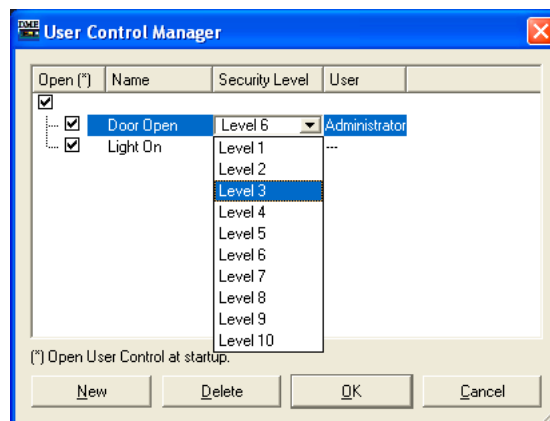 User Control Manager
Open (*) Name Security Level User
Door Open Level 6 Administrator
Light On Level 1 ---
Level 2
Level 3
Level 4
Level 5
Level 6
Level 7
Level 8
Level 9
Level 10
(*) Open User Control at startup.
New Delete OK Cancel